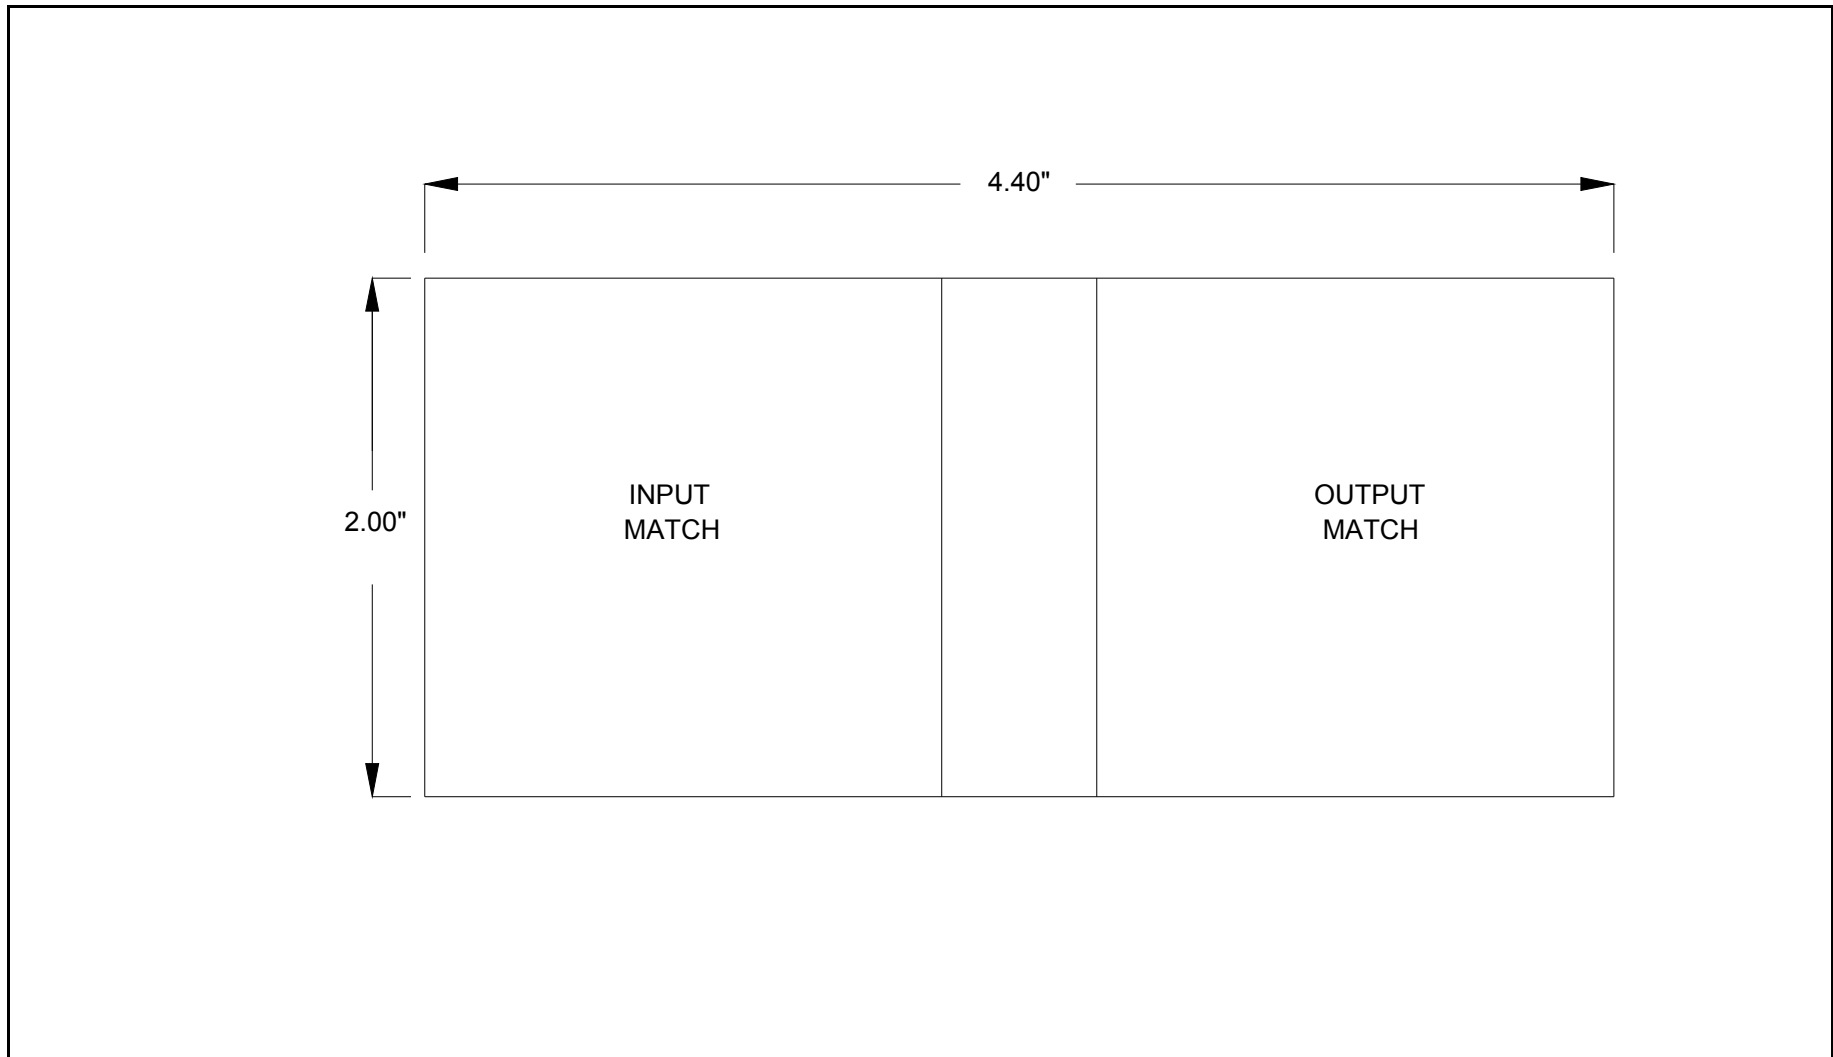 4.40"
2.00"
INPUT
MATCH
OUTPUT
MATCH